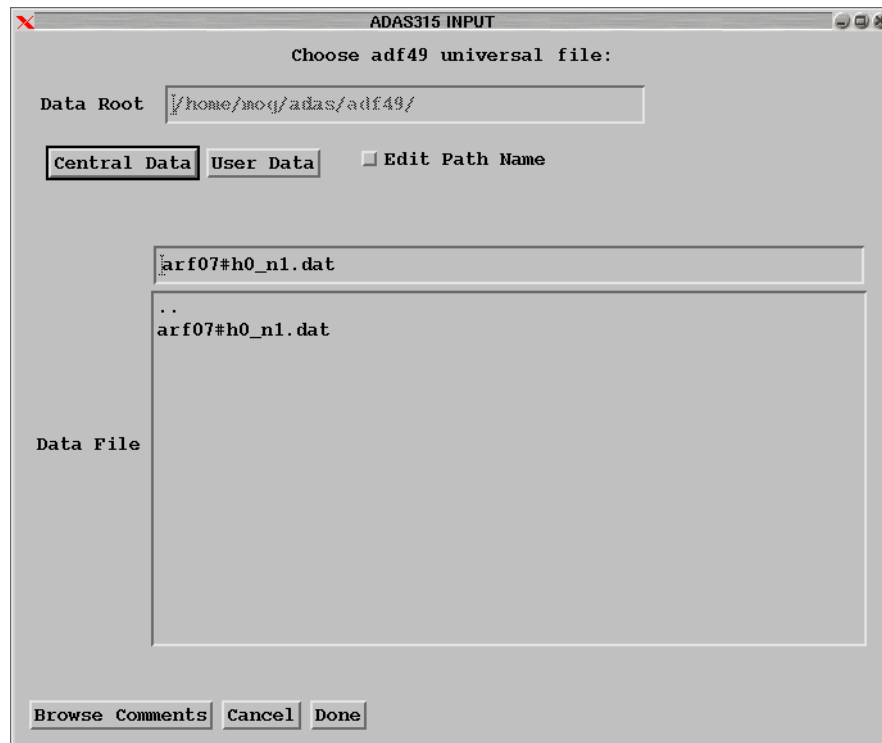 ADAS315 INPUT
Choose adf49 universal file:
Data Root /home/mog/adas/adf49/
Central Data User Data Edit Path Name
arf07#h0_n1.dat
..
arf07#h0_n1.dat
Data File
Browse Comments Cancel Done